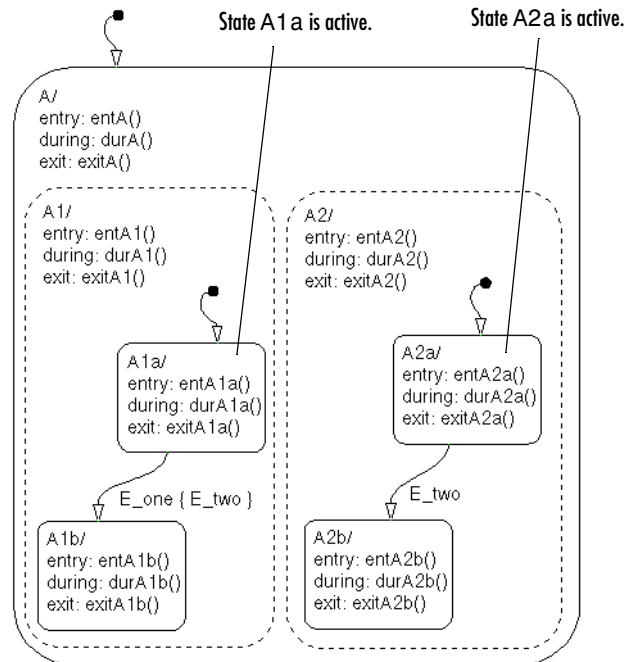 State A1a is active.
State A2a is active.
A/
entry: entA()
during: durA()
exit: exitA()
A1/
entry: entA1()
during: durA1()
exit: exitA1()
A2/
entry: entA2()
during: durA2()
exit: exitA2()
A1a/
entry: entA1a()
during: durA1a()
exit: exitA1a()
A2a/
entry: entA2a()
during: durA2a()
exit: exitA2a()
E_one { E_two }
E_two
A1b/
entry: entA1b()
during: durA1b()
exit: exitA1b()
A2b/
entry: entA2b()
during: durA2b()
exit: exitA2b()